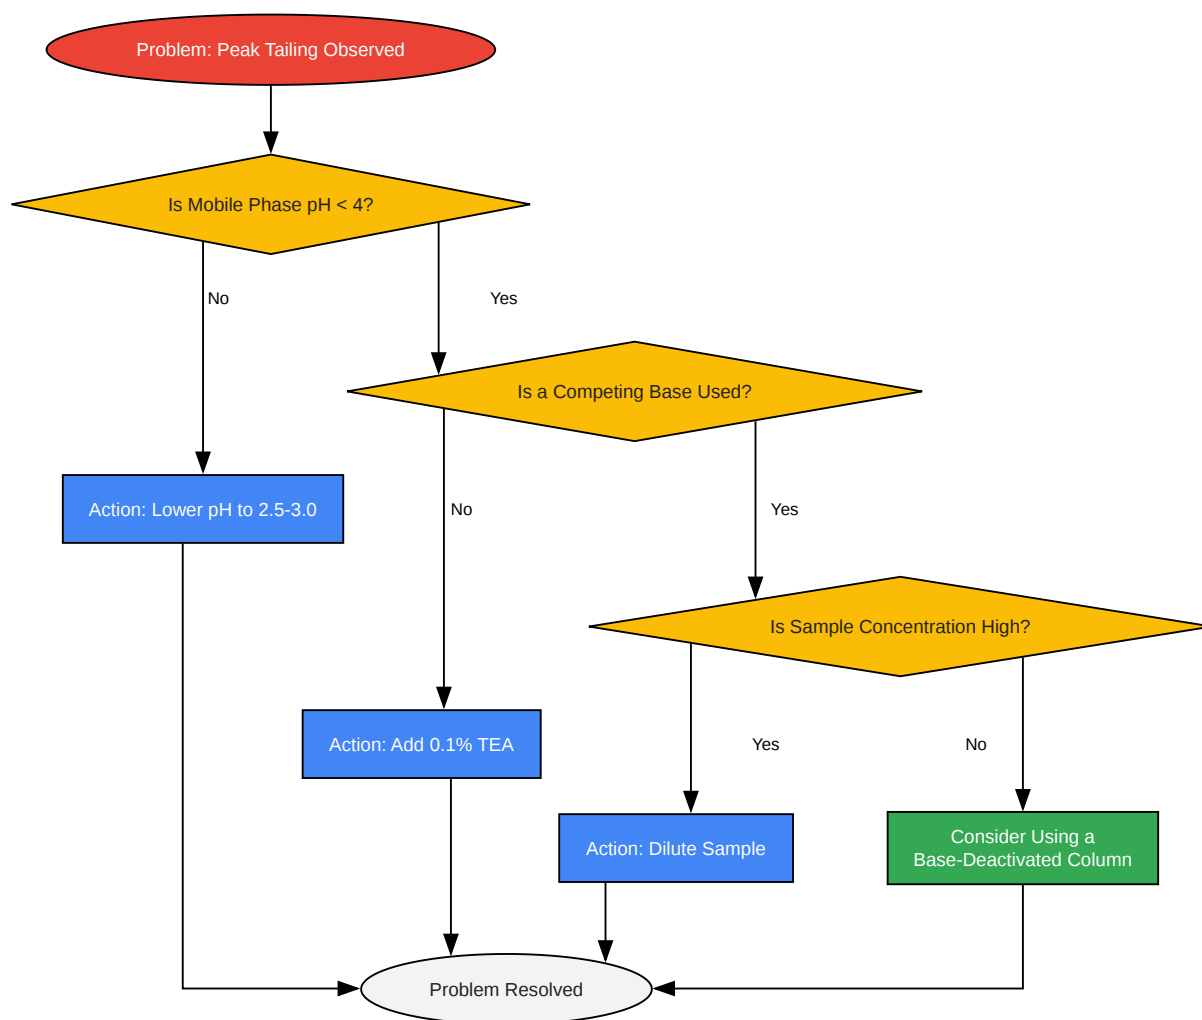 Problem: Peak Tailing Observed
Is Mobile Phase pH < 4?
No
Yes
Is a Competing Base Used?
Action: Lower pH to 2.5-3.0
No
Yes
Is Sample Concentration High?
Action: Add 0.1% TEA
Yes
No
Action: Dilute Sample
Consider Using a
Base-Deactivated Column
Problem Resolved